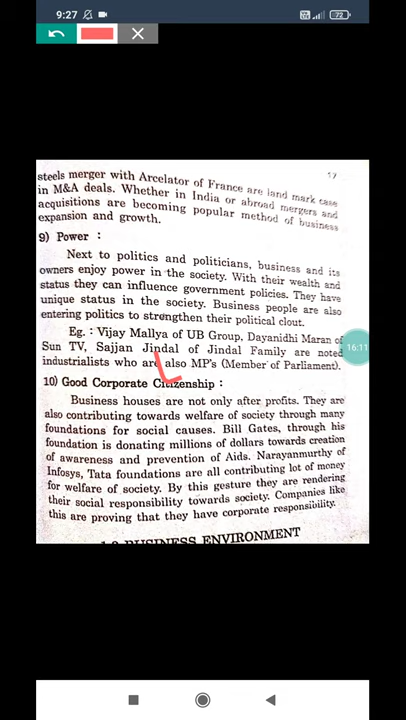 9:27
72
17
steels merger with Arcelator of France are land mark case
in M&A deals. Whether in India or abroad mergers and
acquisitions are becoming popular method of business
expansion and growth.
9) Power :
Next to politics and politicians, business and its
owners enjoy power in the society. With their wealth and
status they can influence government policies. They have
unique status in the society. Business people are also
entering politics to strengthen their political clout.
Eg. : Vijay Mallya of UB Group, Dayanidhi Maran of
Sun TV, Sajjan Jindal of Jindal Family are noted
industrialists who are also MP's (Member of Parliament).
16:11
10) Good Corporate Citizenship :
Business houses are not only after profits. They are
also contributing towards welfare of society through many
foundations for social causes. Bill Gates, through his
foundation is donating millions of dollars towards creation
of awareness and prevention of Aids. Narayanmurthy of
Infosys, Tata foundations are all contributing lot of money
for welfare of society. By this gesture they are rendering
their social responsibility towards society. Companies like
this are proving that they have corporate responsibility.
1.3 BUSINESS ENVIRONMENT